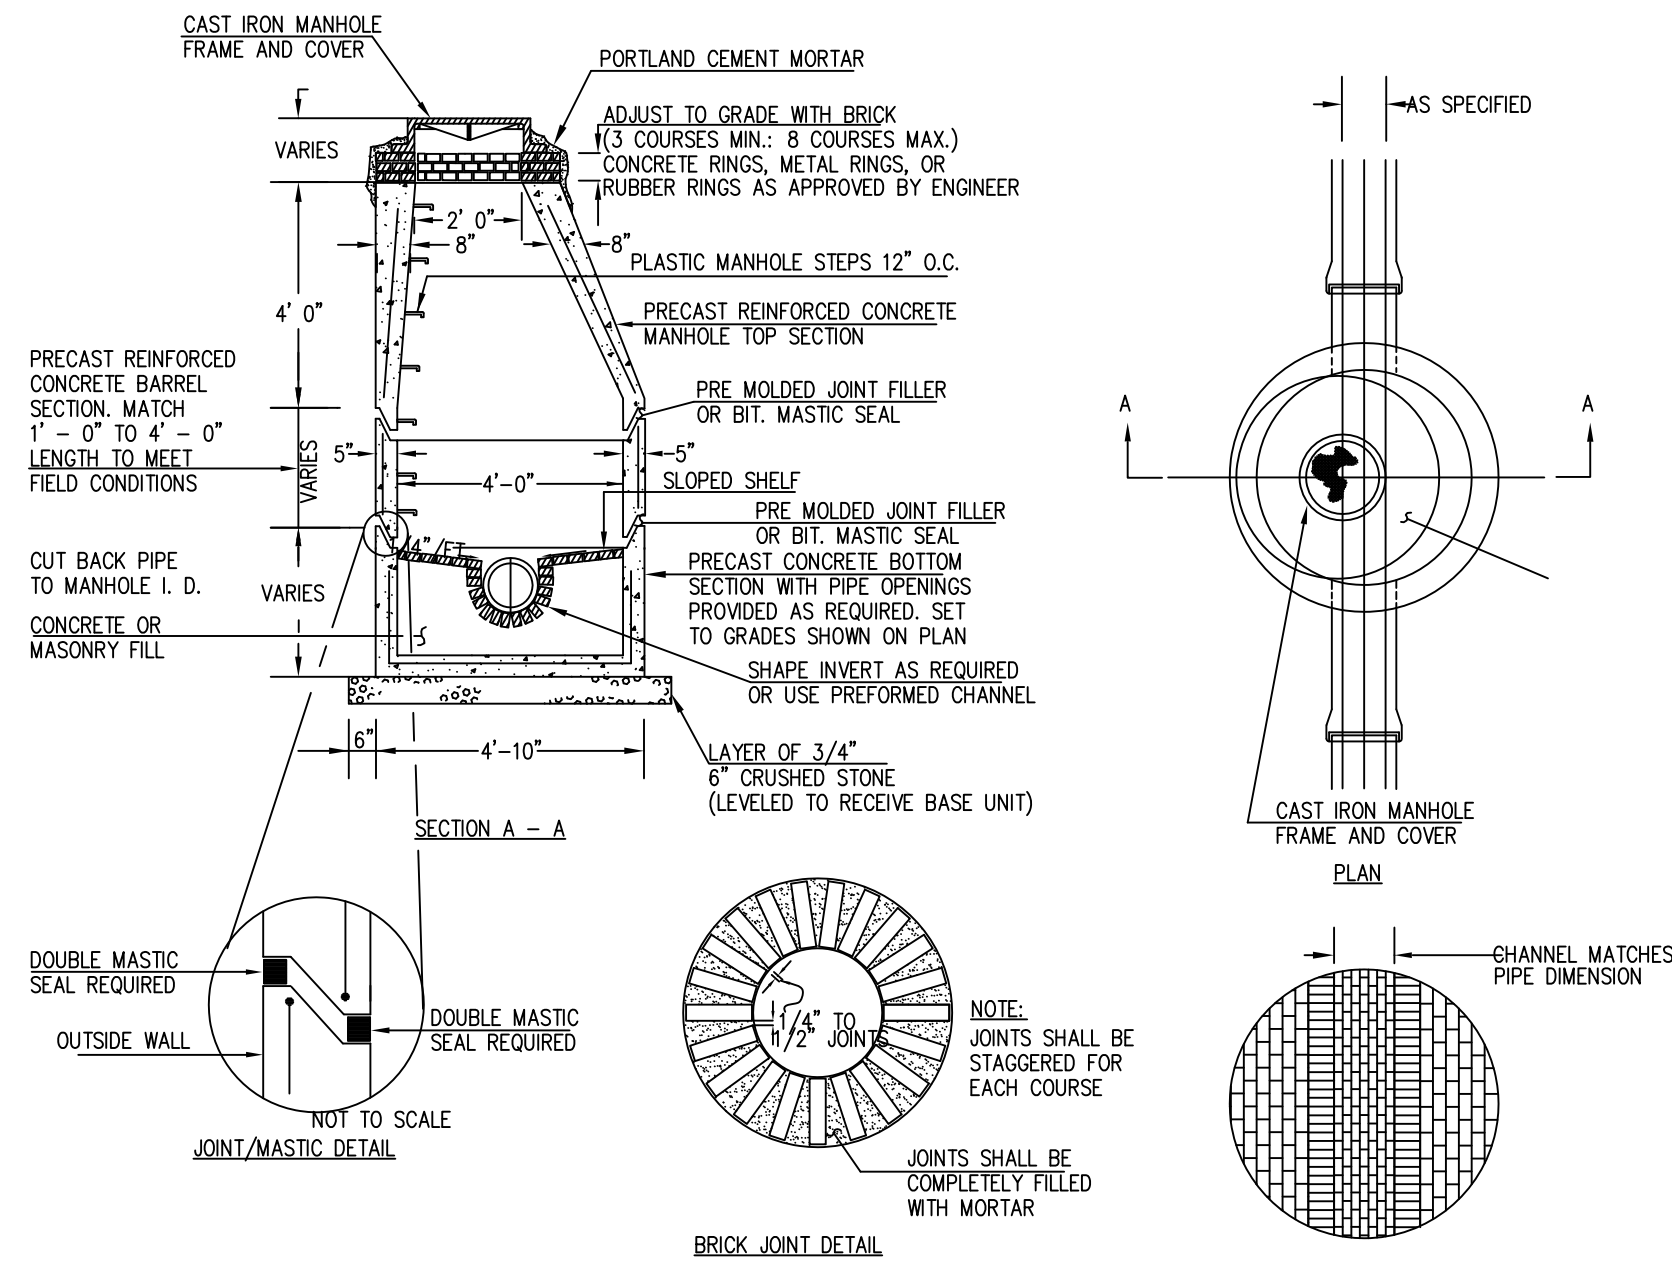 CAST IRON MANHOLE
FRAME AND COVER
PORTLAND CEMENT MORTAR
ADJUST TO GRADE WITH BRICK
(3 COURSES MIN.: 8 COURSES MAX.)
CONCRETE RINGS, METAL RINGS, OR
RUBBER RINGS AS APPROVED BY ENGINEER
VARIES
2' 0"
8"
8"
PLASTIC MANHOLE STEPS 12" O.C.
4' 0"
PRECAST REINFORCED CONCRETE
MANHOLE TOP SECTION
PRECAST REINFORCED
CONCRETE BARREL
SECTION. MATCH
1' - 0" TO 4' - 0"
LENGTH TO MEET
FIELD CONDITIONS
PRE MOLDED JOINT FILLER
OR BIT. MASTIC SEAL
VARIES
5"
5"
4'-0"
SLOPED SHELF
PRE MOLDED JOINT FILLER
OR BIT. MASTIC SEAL
1/4" /FT
CUT BACK PIPE
TO MANHOLE I. D.
VARIES
PRECAST CONCRETE BOTTOM
SECTION WITH PIPE OPENINGS
PROVIDED AS REQUIRED. SET
TO GRADES SHOWN ON PLAN
CONCRETE OR
MASONRY FILL
SHAPE INVERT AS REQUIRED
OR USE PREFORMED CHANNEL
6"
4'-10"
LAYER OF 3/4"
6" CRUSHED STONE
(LEVELED TO RECEIVE BASE UNIT)
SECTION A - A
AS SPECIFIED
A
A
CAST IRON MANHOLE
FRAME AND COVER
PLAN
DOUBLE MASTIC
SEAL REQUIRED
OUTSIDE WALL
DOUBLE MASTIC
SEAL REQUIRED
NOT TO SCALE
JOINT/MASTIC DETAIL
1/4" TO
1/2" JOINTS
NOTE:
JOINTS SHALL BE
STAGGERED FOR
EACH COURSE
JOINTS SHALL BE
COMPLETELY FILLED
WITH MORTAR
BRICK JOINT DETAIL
CHANNEL MATCHES
PIPE DIMENSION